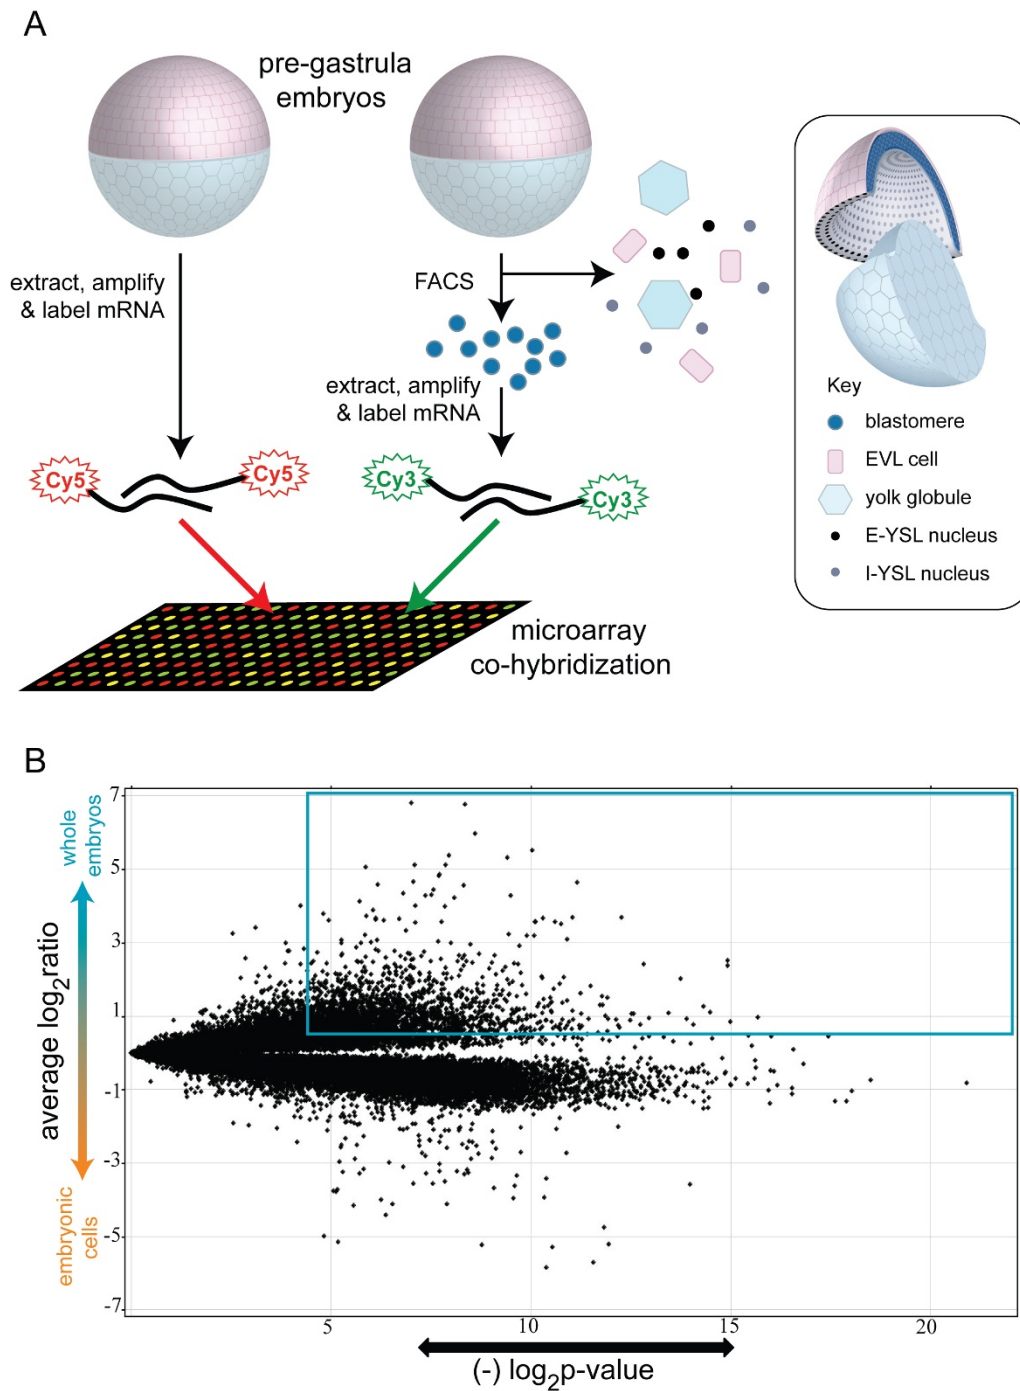 A
pre-gastrula
embryos
extract, amplify
& label mRNA
FACS
extract, amplify
& label mRNA
Cy5
Cy5
Cy3
Cy3
microarray
co-hybridization
Key
blastomere
EVL cell
yolk globule
E-YSL nucleus
I-YSL nucleus
B
whole
embryos
average log2ratio
embryonic
cells
7
5
3
1
-1
-3
-5
-7
5
10
15
20
(-) log2p-value